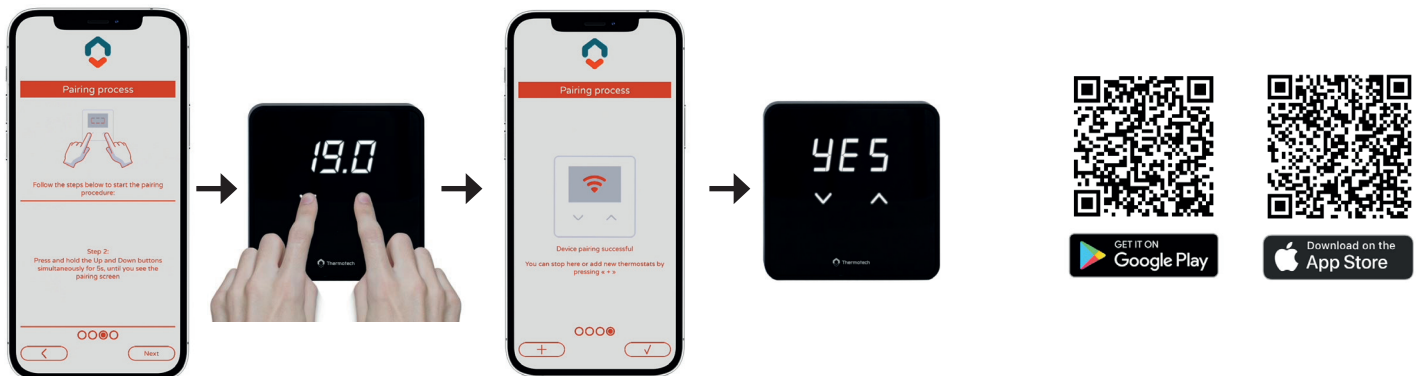 Pairing process
Follow the steps below to start the pairing
procedure:
Step 2:
Press and hold the Up and Down buttons
simultaneously for 5s, until you see the
pairing screen
Next
19.0
Thermotech
Pairing process
Device pairing successful
You can stop here or add new thermostats by
pressing « + »
YES
Thermotech
GET IT ON
Google Play
Download on the
App Store